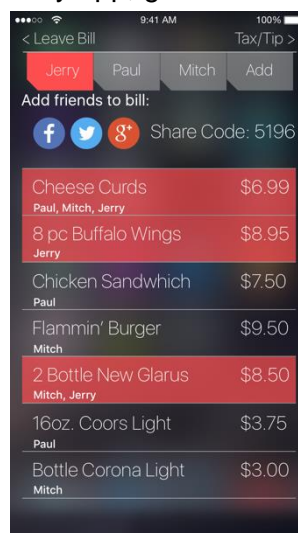 9:41 AM 100%
< Leave Bill Tax/Tip >
Jerry Paul Mitch Add
Add friends to bill:
f g+ Share Code: 5196
Cheese Curds $6.99
Paul, Mitch, Jerry
8 pc Buffalo Wings $8.95
Jerry
Chicken Sandwhich $7.50
Paul
Flammin' Burger $9.50
Mitch
2 Bottle New Glarus $8.50
Mitch, Jerry
16oz. Coors Light $3.75
Paul
Bottle Corona Light $3.00
Mitch